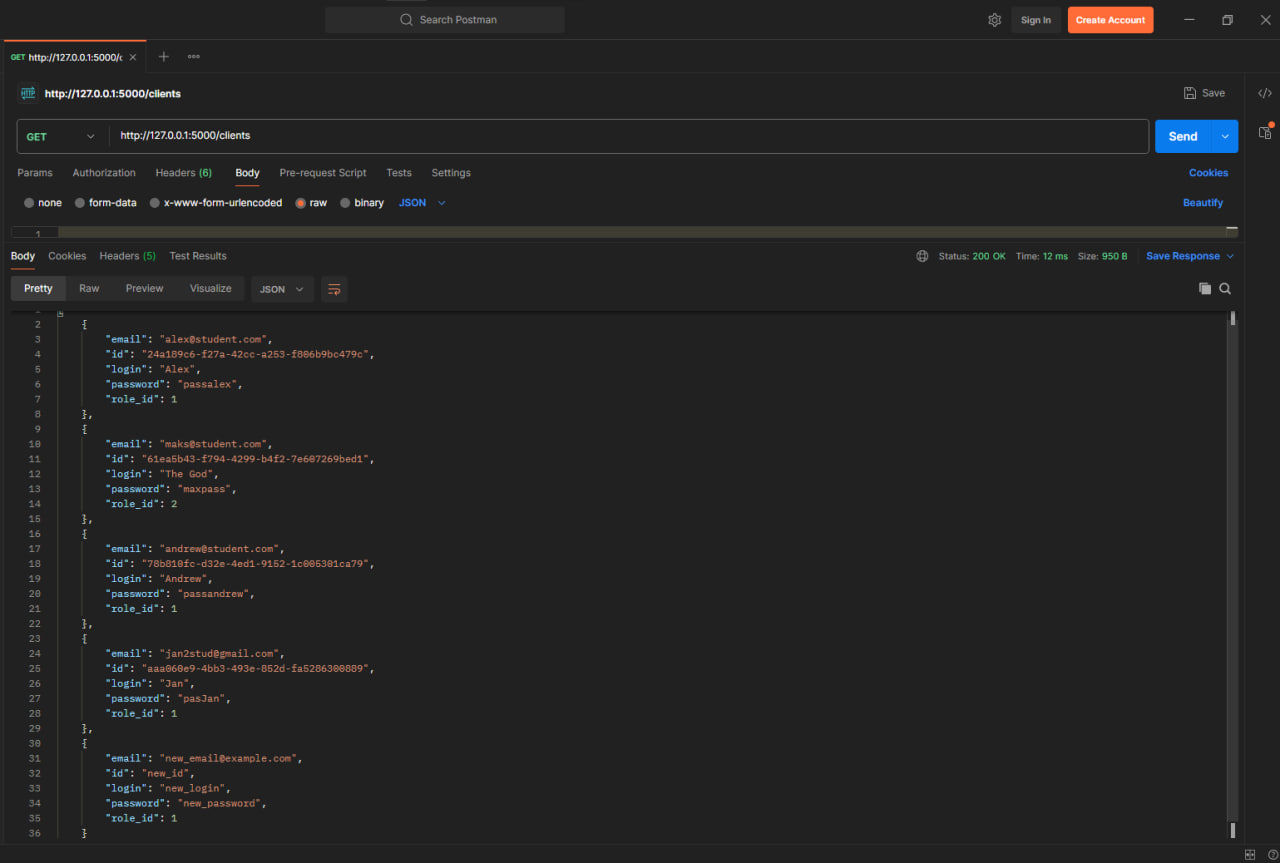 Search Postman
Sign In
Create Account
GET http://127.0.0.1:5000/c
HTTP http://127.0.0.1:5000/clients
Save
GET http://127.0.0.1:5000/clients
Send
Params Authorization Headers (6) Body Pre-request Script Tests Settings
Cookies
none form-data x-www-form-urlencoded raw binary JSON
Beautify
1
Body Cookies Headers (5) Test Results
Status: 200 OK Time: 12 ms Size: 950 B Save Response
Pretty Raw Preview Visualize JSON
1 [
2 {
3 "email": "alex@student.com",
4 "id": "24a189c6-f27a-42cc-a253-f806b9bc479c",
5 "login": "Alex",
6 "password": "passalex",
7 "role_id": 1
8 },
9 {
10 "email": "maks@student.com",
11 "id": "61ea5b43-f794-4299-b4f2-7e607269bed1",
12 "login": "The God",
13 "password": "maxpass",
14 "role_id": 2
15 },
16 {
17 "email": "andrew@student.com",
18 "id": "78b810fc-d32e-4ed1-9152-1c005301ca79",
19 "login": "Andrew",
20 "password": "passandrew",
21 "role_id": 1
22 },
23 {
24 "email": "jan2stud@gmail.com",
25 "id": "aaa060e9-4bb3-493e-852d-fa5286300889",
26 "login": "Jan",
27 "password": "pasJan",
28 "role_id": 1
29 },
30 {
31 "email": "new_email@example.com",
32 "id": "new_id",
33 "login": "new_login",
34 "password": "new_password",
35 "role_id": 1
36 }